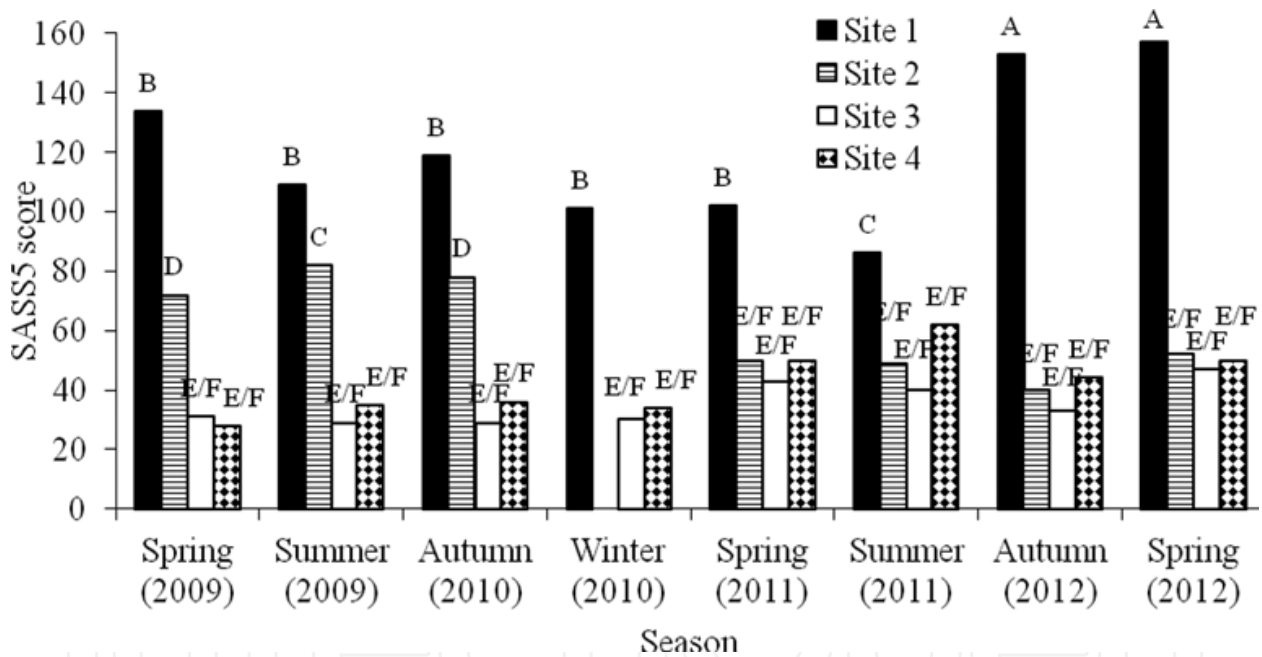 SASS5 score
160
140
120
100
80
60
40
20
0
Site 1
Site 2
Site 3
Site 4
B
D
E/F
E/F
B
C
E/F
E/F
B
D
E/F
E/F
B
E/F
E/F
B
E/F
E/F
E/F
C
E/F
E/F
E/F
A
E/F
E/F
E/F
A
E/F
E/F
E/F
Spring Summer Autumn Winter Spring Summer Autumn Spring
(2009) (2009) (2010) (2010) (2011) (2011) (2012) (2012)
Season